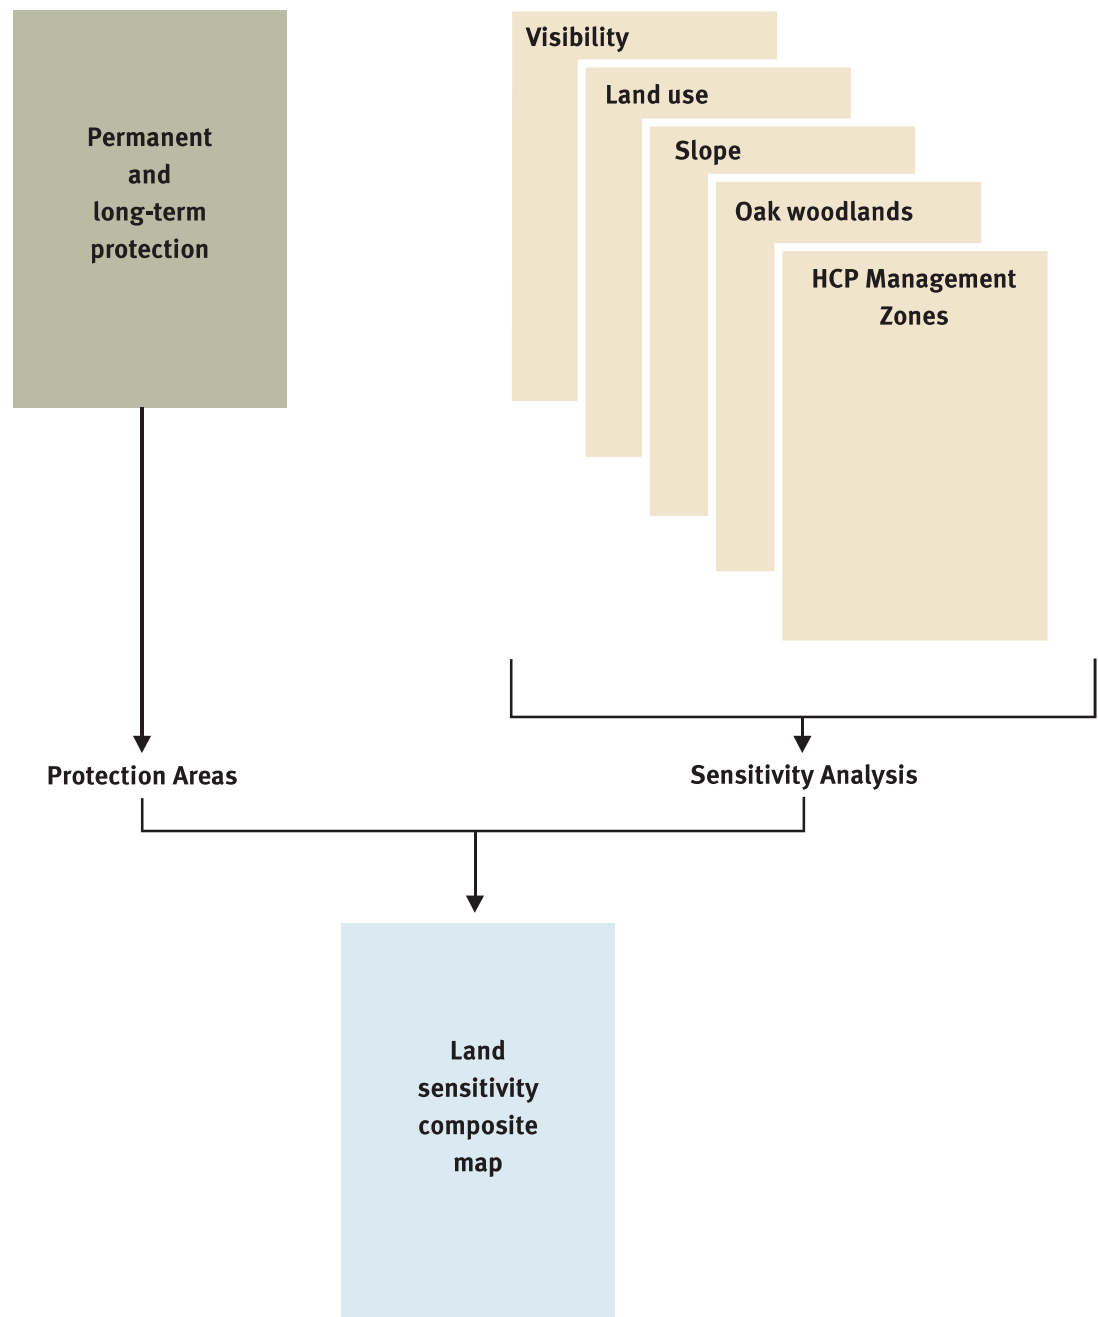 Permanent
and
long-term
protection
Visibility
Land use
Slope
Oak woodlands
HCP Management
Zones
Protection Areas
Sensitivity Analysis
Land
sensitivity
composite
map